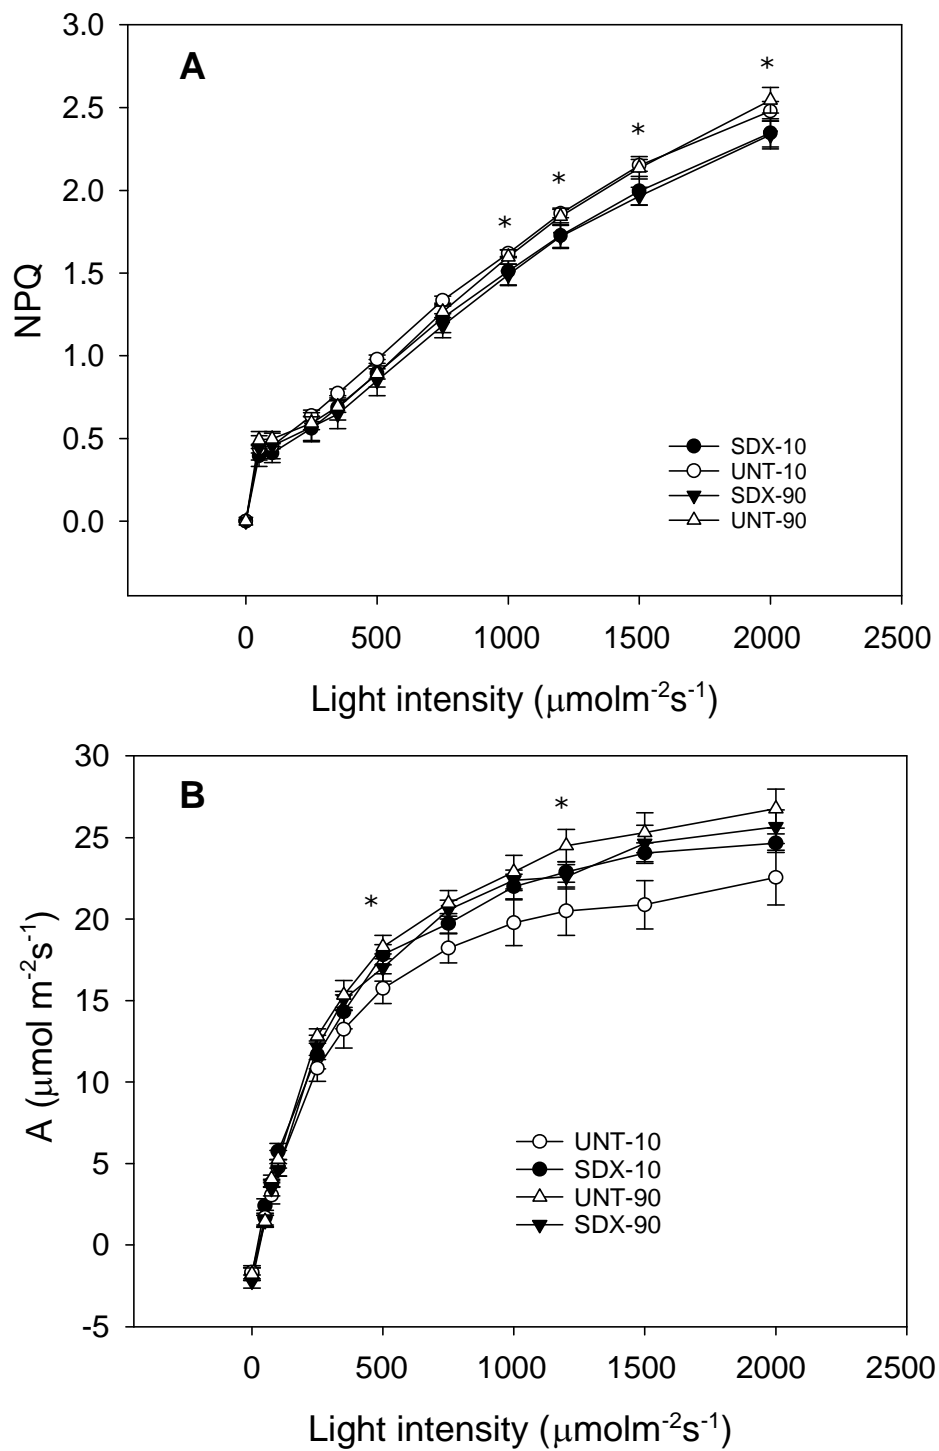 3.0
A
*
2.5
*
*
2.0
*
1.5
NPQ
1.0
0.5
SDX-10
UNT-10
SDX-90
0.0
UNT-90
0 500 1000 1500 2000 2500
Light intensity (μmolm⁻²s⁻¹)
30
B
*
25
*
20
15
A (μmol m⁻²s⁻¹)
10
UNT-10
5
SDX-10
UNT-90
SDX-90
0
-5
0 500 1000 1500 2000 2500
Light intensity (μmolm⁻²s⁻¹)